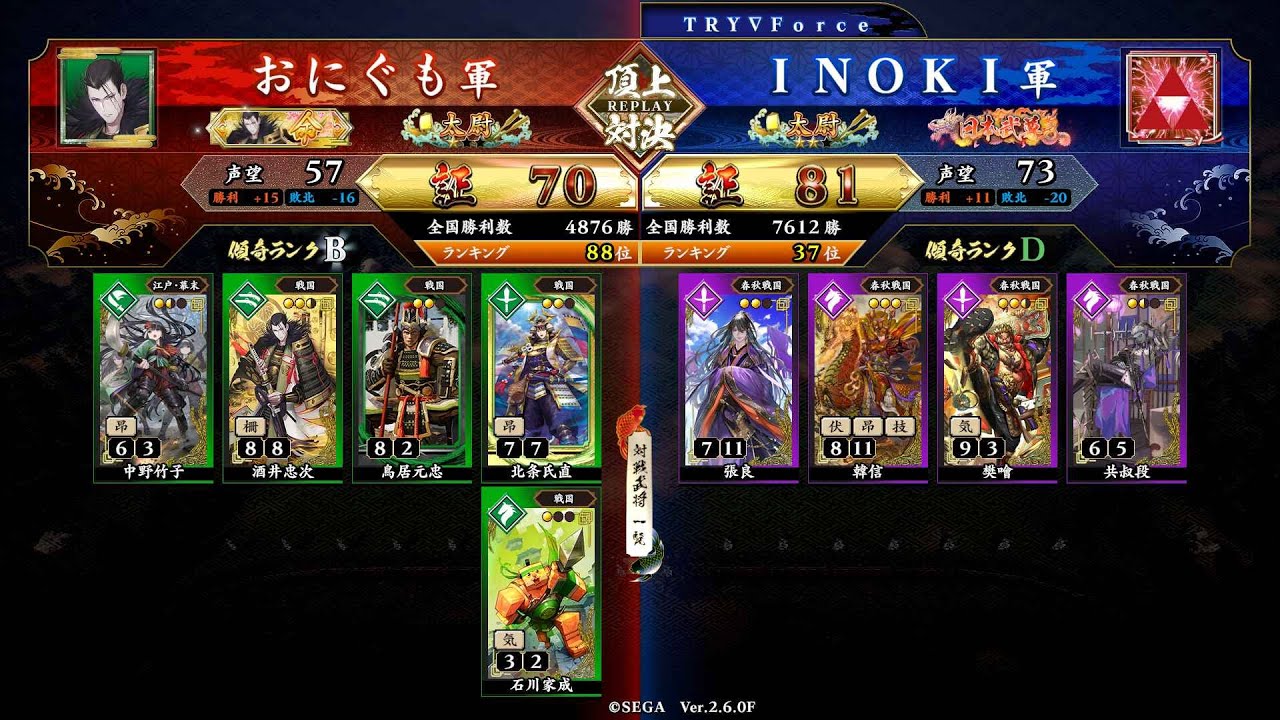 TRY∇Force
おにぐも軍
頂上
REPLAY
対決
INOKI軍
命
太尉
太尉
日本武道
声望 57
勝利 +15 敗北 -16
証 70
証 81
声望 73
勝利 +11 敗北 -20
全国勝利数 4876勝
全国勝利数 7612勝
傾奇ランク B
ランキング 88位
ランキング 37位
傾奇ランク D
江戸・幕末
昴
6 3
中野竹子
戦国
柵
8 8
酒井忠次
戦国
8 2
鳥居元忠
戦国
昴
7 7
北条氏直
春秋戦国
7 11
張良
春秋戦国
伏 昴 技
8 11
韓信
春秋戦国
気
9 3
樊噲
春秋戦国
6 5
共叔段
対戦武将一覧
戦国
気
3 2
石川家成
©SEGA Ver.2.6.0F